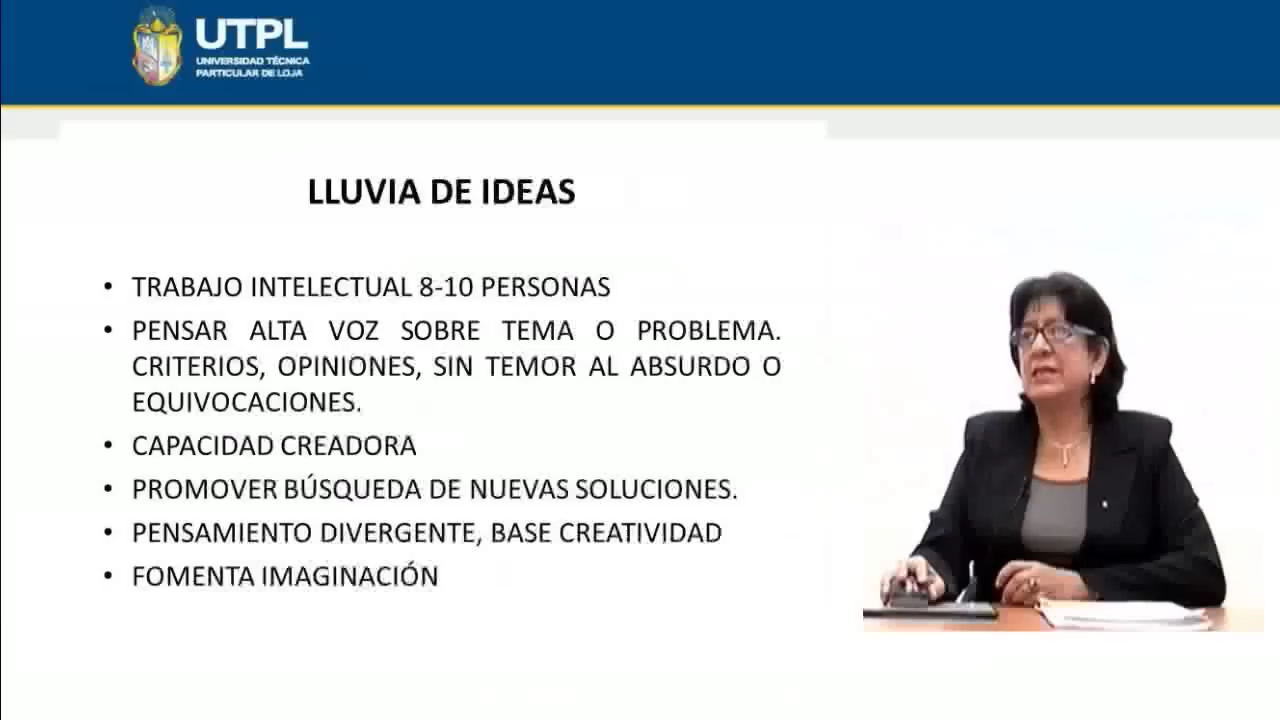 UTPL
UNIVERSIDAD TÉCNICA
PARTICULAR DE LOJA
LLUVIA DE IDEAS
• TRABAJO INTELECTUAL 8-10 PERSONAS
• PENSAR ALTA VOZ SOBRE TEMA O PROBLEMA.
CRITERIOS, OPINIONES, SIN TEMOR AL ABSURDO O
EQUIVOCACIONES.
• CAPACIDAD CREADORA
• PROMOVER BÚSQUEDA DE NUEVAS SOLUCIONES.
• PENSAMIENTO DIVERGENTE, BASE CREATIVIDAD
• FOMENTA IMAGINACIÓN